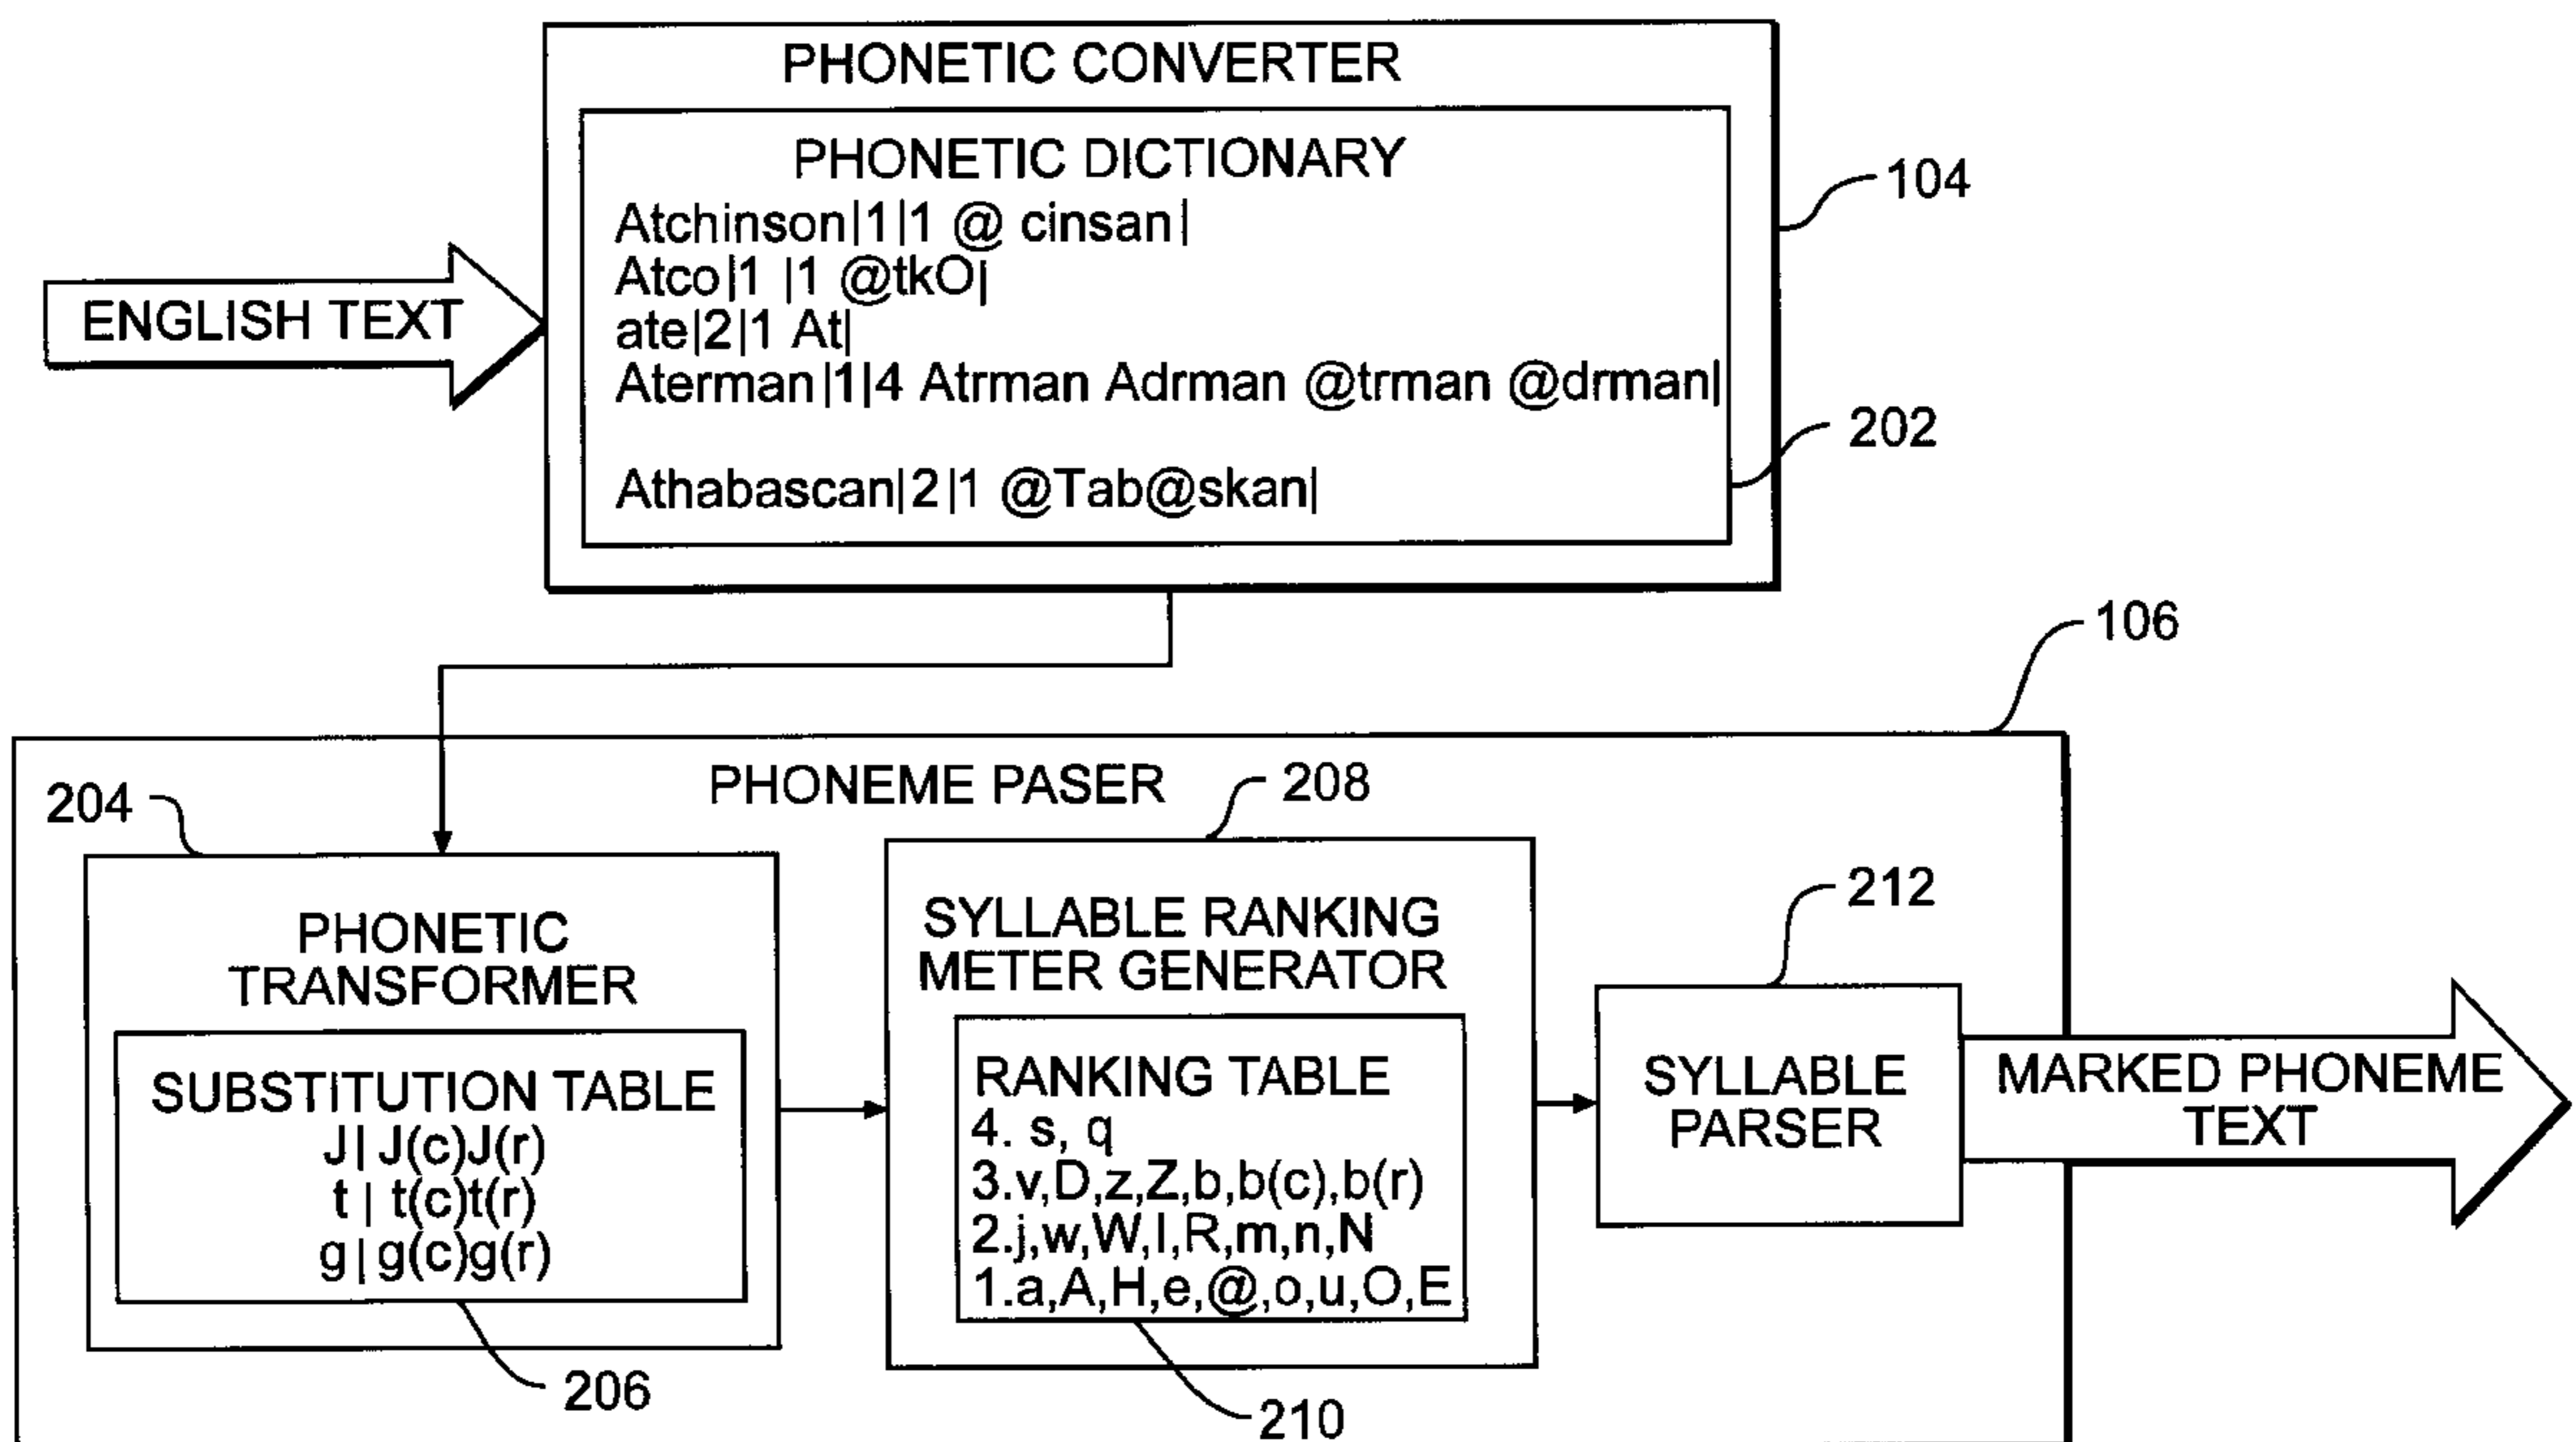 PHONETIC CONVERTER
PHONETIC DICTIONARY
Atchinson|1|1 @ cinsan|
Atco|1 |1 @tkO|
ate|2|1 At|
Aterman|1|4 Atrman Adrman @trman @drman|
Athabascan|2|1 @Tab@skan|
104
202
ENGLISH TEXT
106
PHONEME PASER
204
208
212
PHONETIC
TRANSFORMER
SUBSTITUTION TABLE
J| J(c)J(r)
t | t(c)t(r)
g| g(c)g(r)
206
SYLLABLE RANKING
METER GENERATOR
RANKING TABLE
4. s, q
3.v,D,z,Z,b,b(c),b(r)
2.j,w,W,l,R,m,n,N
1.a,A,H,e,@,o,u,O,E
210
SYLLABLE
PARSER
MARKED PHONEME
TEXT